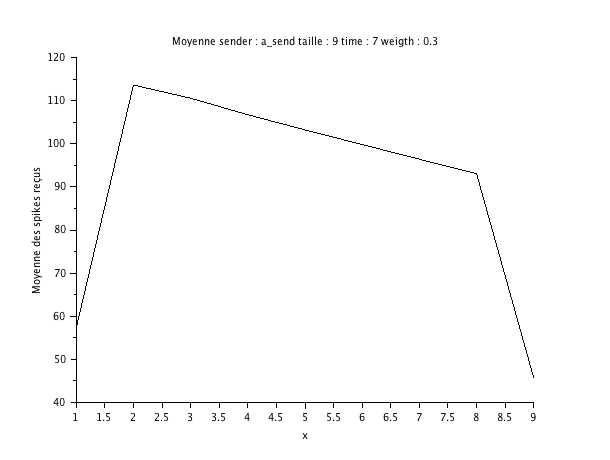 Moyenne sender : a_send taille : 9 time : 7 weigth : 0.3
120
110
100
90
80
70
60
50
40
Moyenne des spikes reçus
1 1.5 2 2.5 3 3.5 4 4.5 5 5.5 6 6.5 7 7.5 8 8.5 9
x